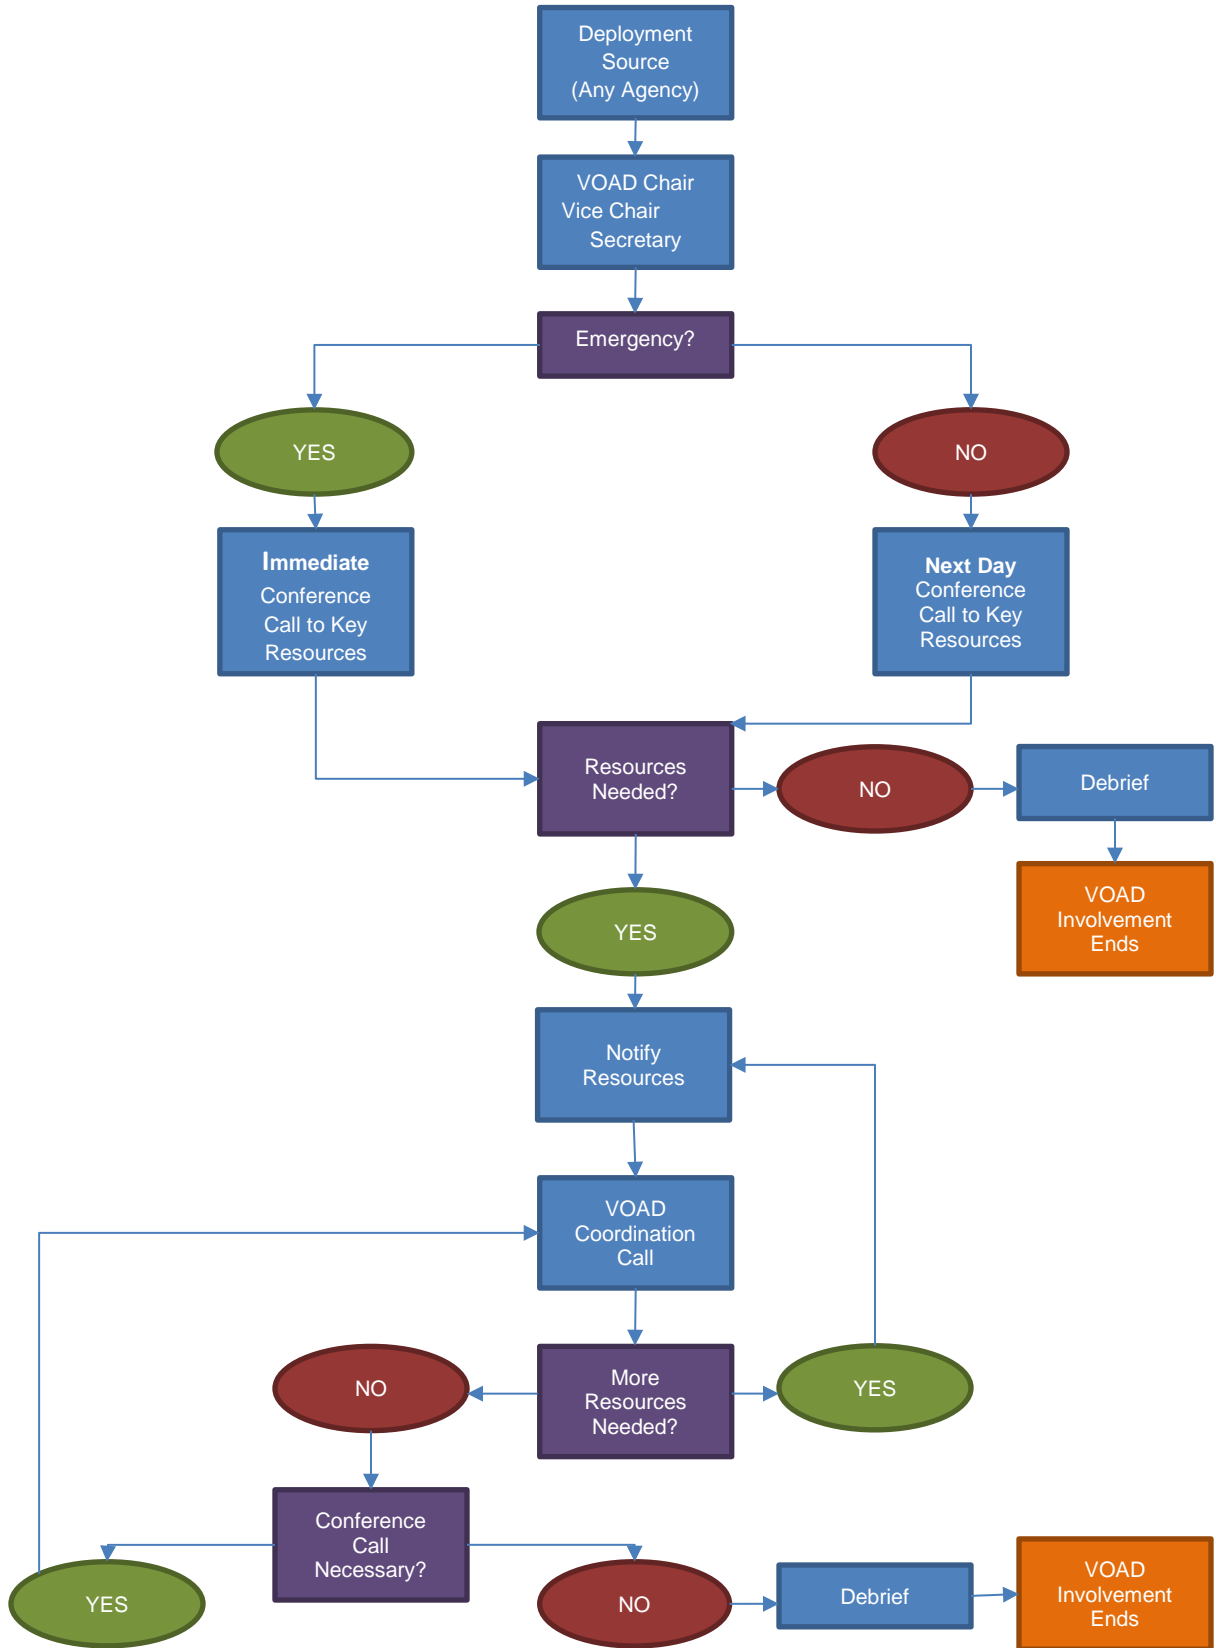 Deployment
Source
(Any Agency)
VOAD Chair
Vice Chair
Secretary
Emergency?
YES
NO
Immediate
Conference
Call to Key
Resources
Next Day
Conference
Call to Key
Resources
Resources
Needed?
NO
Debrief
VOAD
Involvement
Ends
YES
Notify
Resources
VOAD
Coordination
Call
NO
More
Resources
Needed?
YES
Conference
Call
Necessary?
YES
NO
Debrief
VOAD
Involvement
Ends